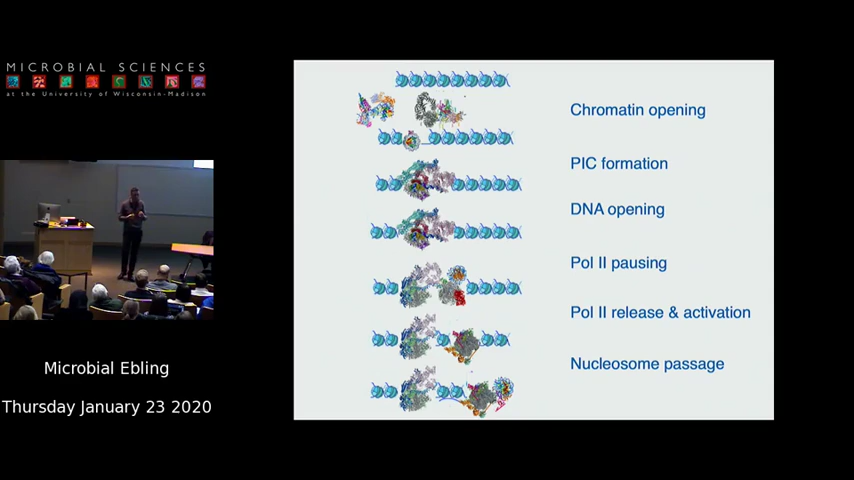 MICROBIAL SCIENCES
at the University of Wisconsin-Madison
Microbial Ebling
Thursday January 23 2020
Chromatin opening
PIC formation
DNA opening
Pol II pausing
Pol II release & activation
Nucleosome passage